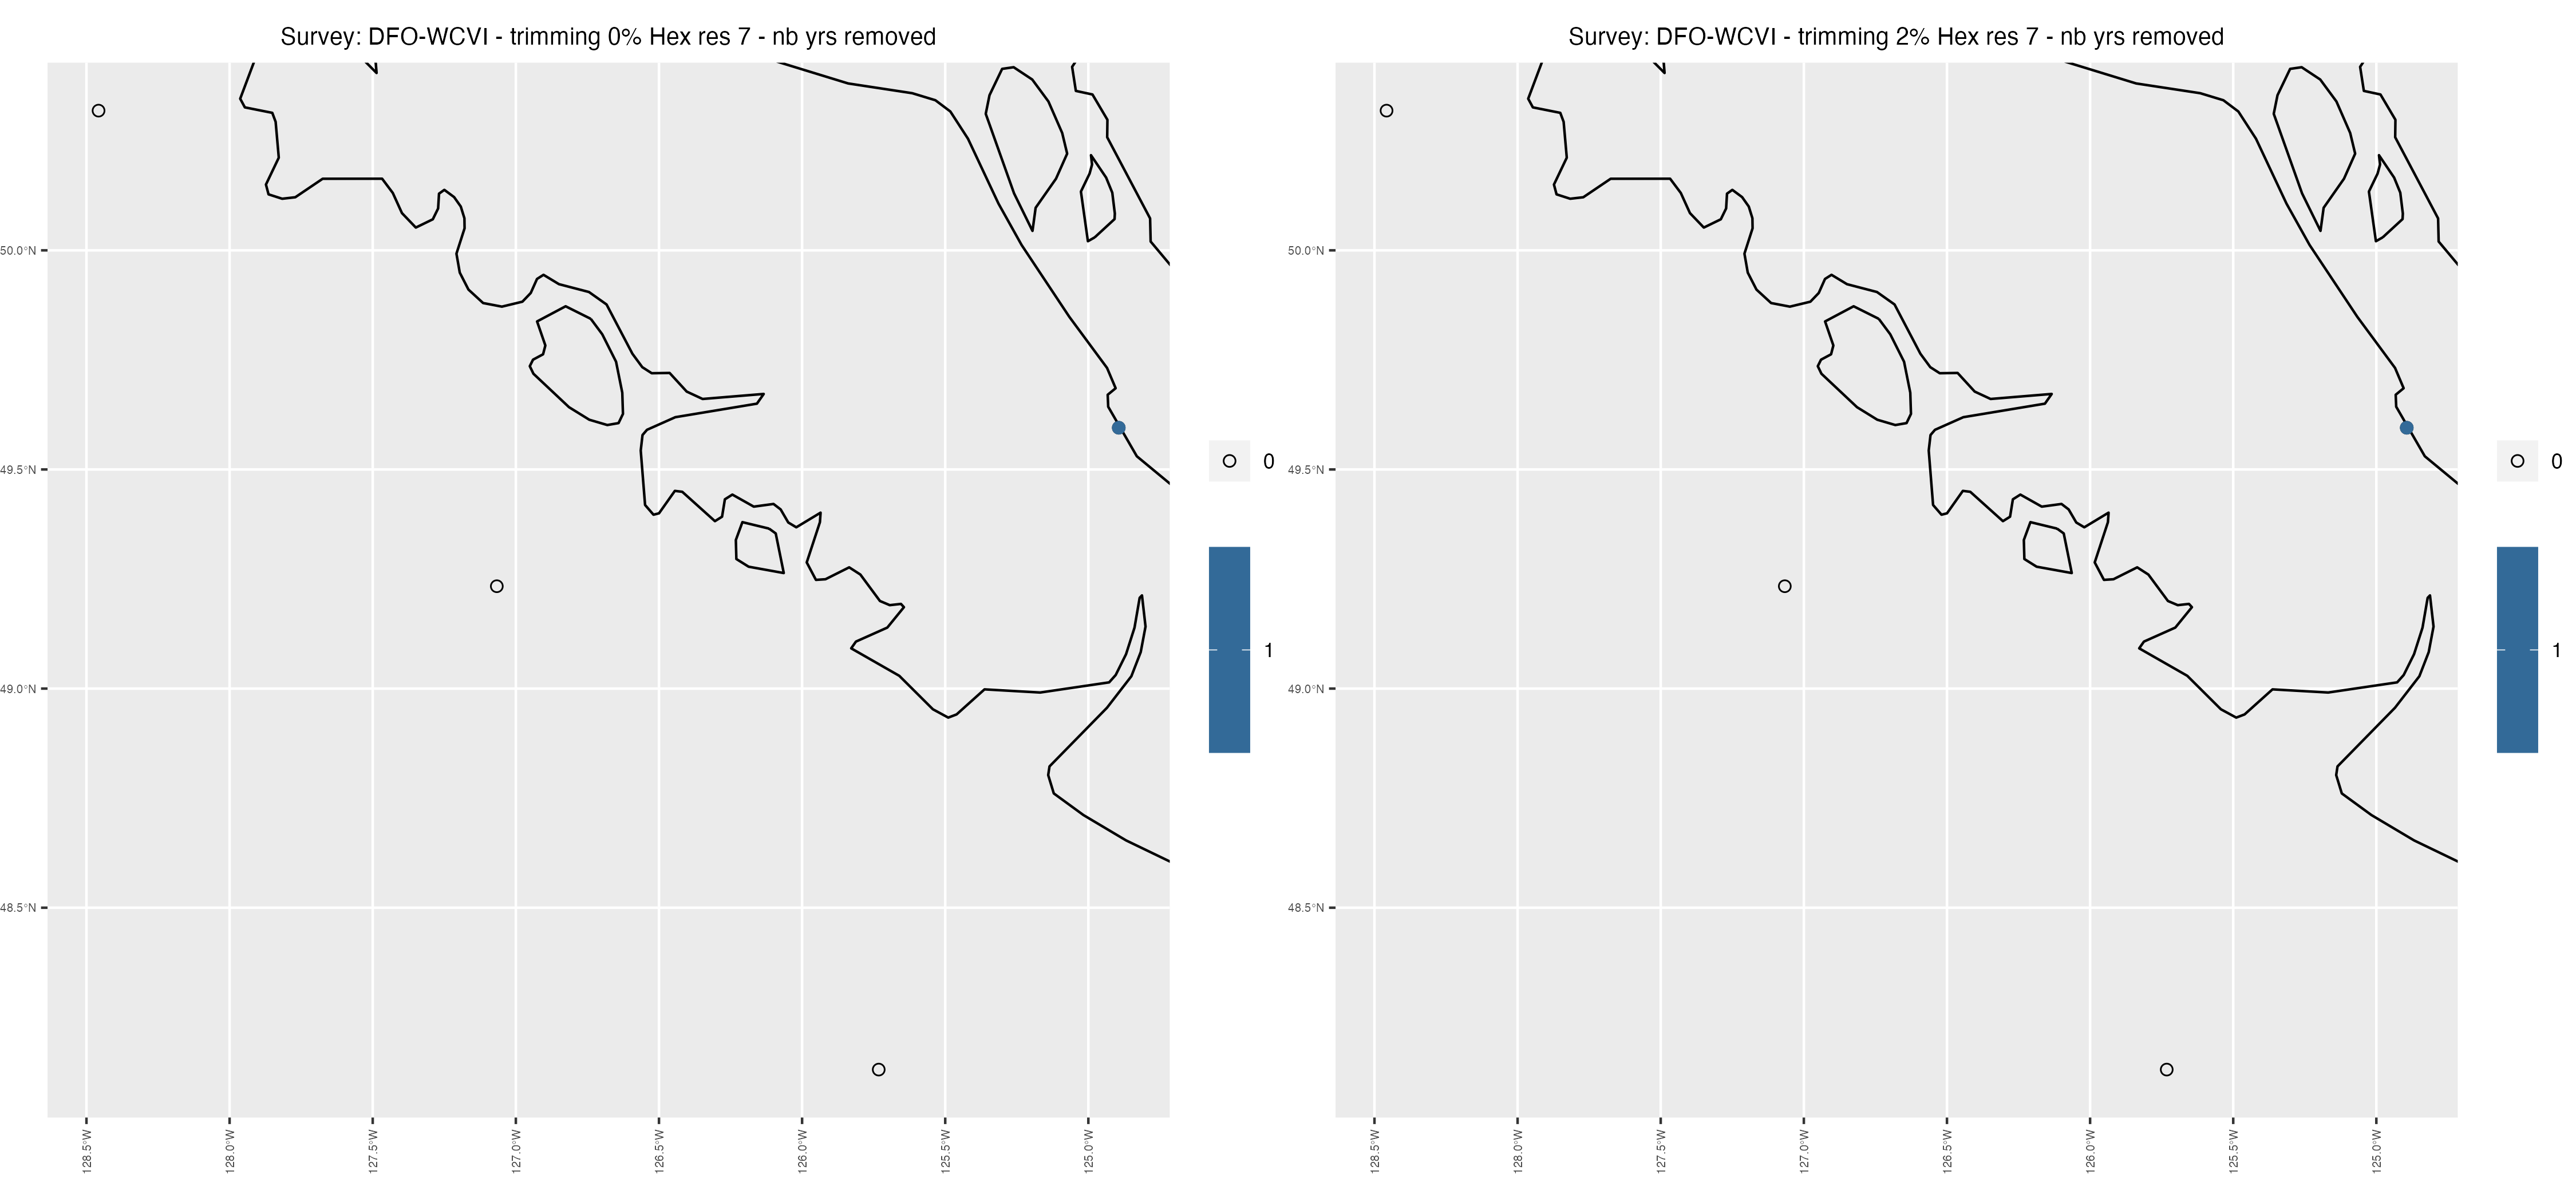 Survey: DFO-WCVI - trimming 0% Hex res 7 - nb yrs removed
50.0°N
49.5°N
49.0°N
48.5°N
128.5°W
128.0°W
127.5°W
127.0°W
126.5°W
126.0°W
125.5°W
125.0°W
0
1
Survey: DFO-WCVI - trimming 2% Hex res 7 - nb yrs removed
50.0°N
49.5°N
49.0°N
48.5°N
128.5°W
128.0°W
127.5°W
127.0°W
126.5°W
126.0°W
125.5°W
125.0°W
0
1